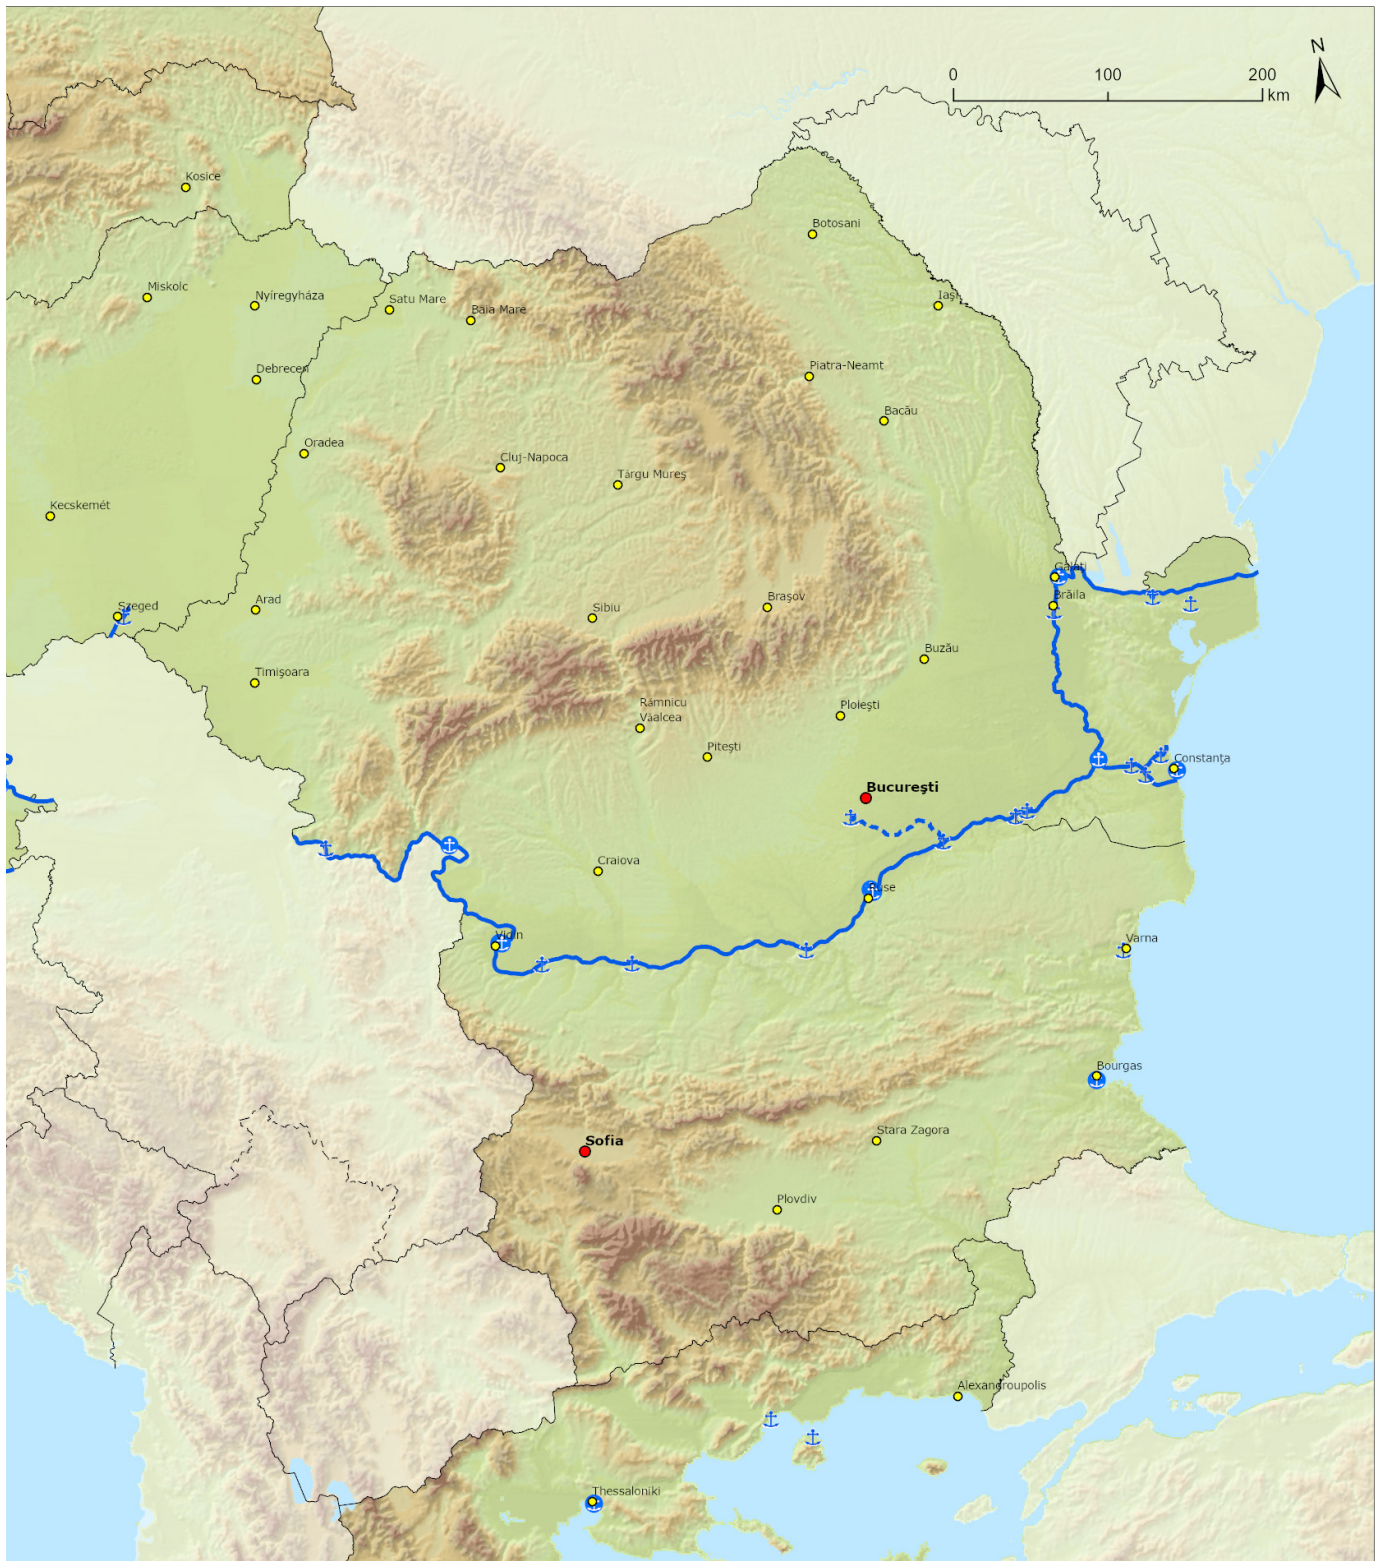 N
0 100 200
km
Kosice
Botosani
Miskolc
Nyíregyháza
Satu Mare
Baia Mare
Iaşi
Debrecen
Piatra-Neamt
Bacău
Oradea
Cluj-Napoca
Târgu Mureş
Kecskemét
Galaţi
Brăila
Szeged
Arad
Sibiu
Braşov
Buzău
Timişoara
Râmnicu
Vâalcea
Ploieşti
Piteşti
Constanţa
Bucureşti
Craiova
Ruse
Vidin
Varna
Bourgas
Stara Zagora
Sofia
Plovdiv
Alexandroupolis
Thessaloniki